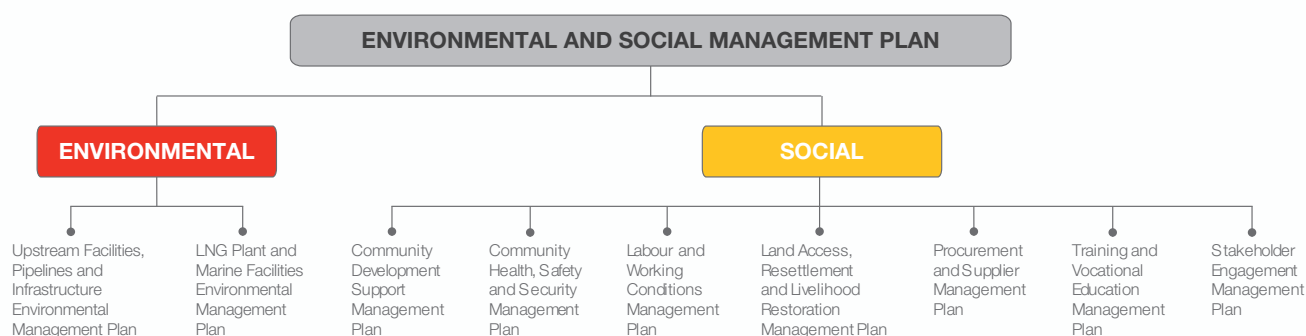 ENVIRONMENTAL AND SOCIAL MANAGEMENT PLAN
ENVIRONMENTAL
SOCIAL
Upstream Facilities,
Pipelines and
Infrastructure
Environmental
Management Plan
LNG Plant and
Marine Facilities
Environmental
Management
Plan
Community
Development
Support
Management
Plan
Community
Health, Safety
and Security
Management
Plan
Labour and
Working
Conditions
Management
Plan
Land Access,
Resettlement
and Livelihood
Restoration
Management Plan
Procurement
and Supplier
Management
Plan
Training and
Vocational
Education
Management
Plan
Stakeholder
Engagement
Management
Plan